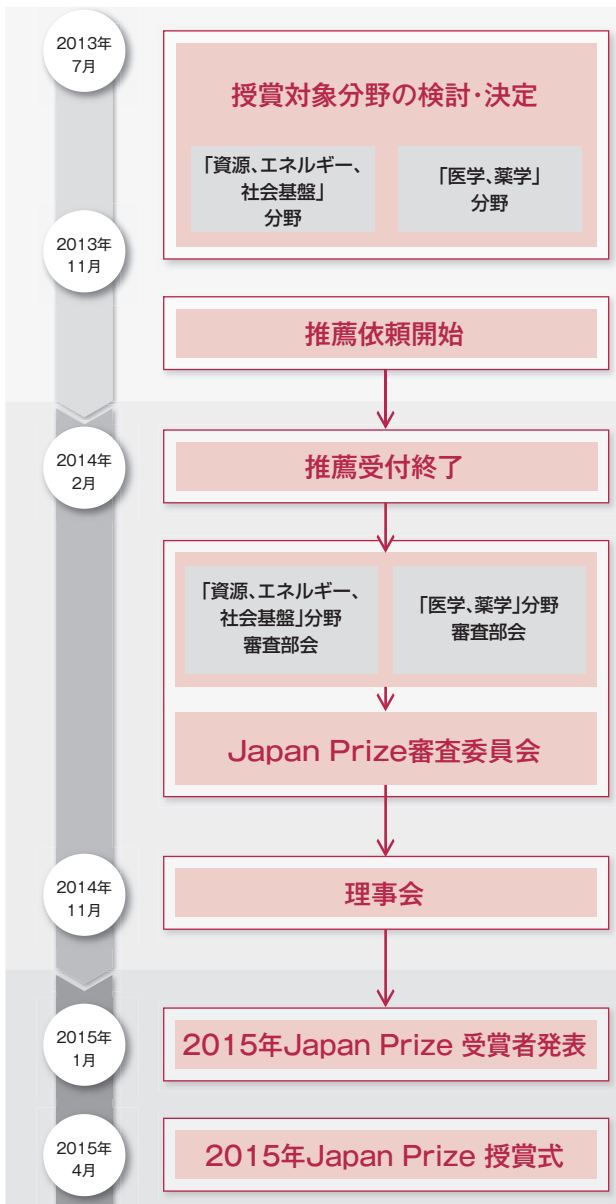 2013年
7月
授賞対象分野の検討・決定
「資源、エネルギー、
社会基盤」
分野
「医学、薬学」
分野
2013年
11月
推薦依頼開始
2014年
2月
推薦受付終了
「資源、エネルギー、
社会基盤」分野
審査部会
「医学、薬学」分野
審査部会
Japan Prize審査委員会
2014年
11月
理事会
2015年
1月
2015年Japan Prize 受賞者発表
2015年
4月
2015年Japan Prize 授賞式